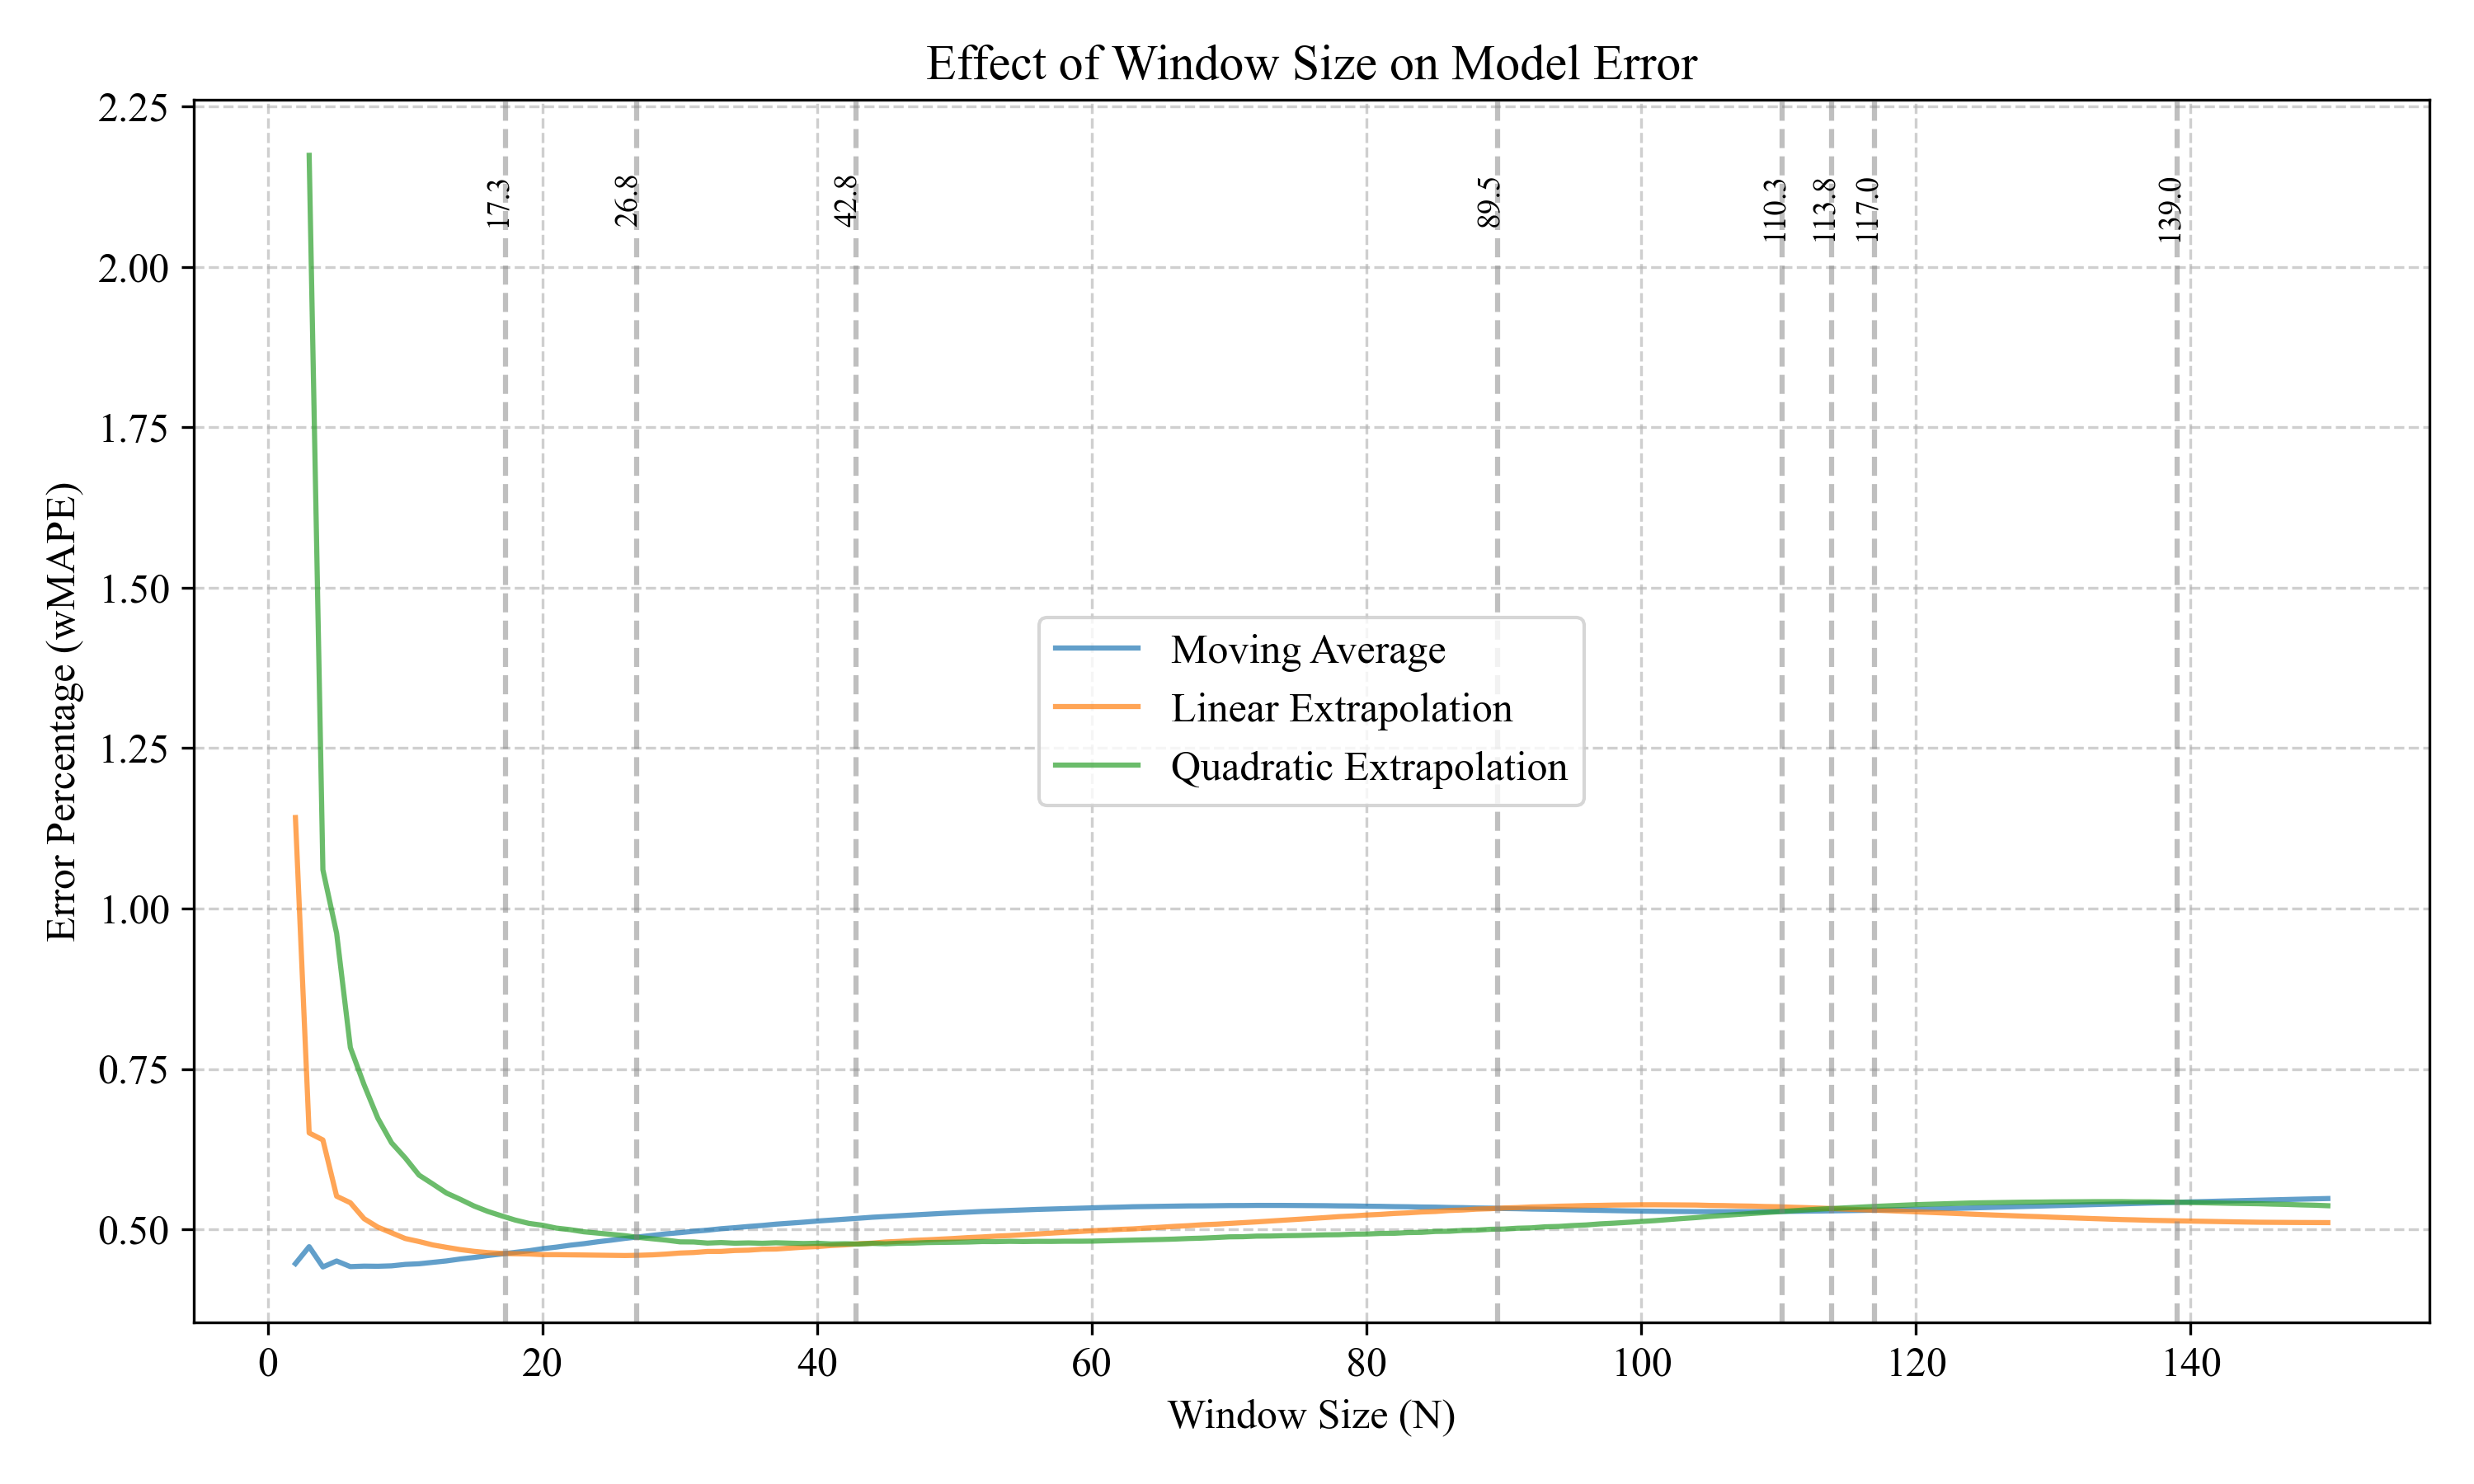 Effect of Window Size on Model Error
2.25
2.00
1.75
1.50
1.25
1.00
0.75
0.50
Error Percentage (wMAPE)
17.3
26.8
42.8
89.5
110.3
113.8
117.0
139.0
Moving Average
Linear Extrapolation
Quadratic Extrapolation
0 20 40 60 80 100 120 140
Window Size (N)